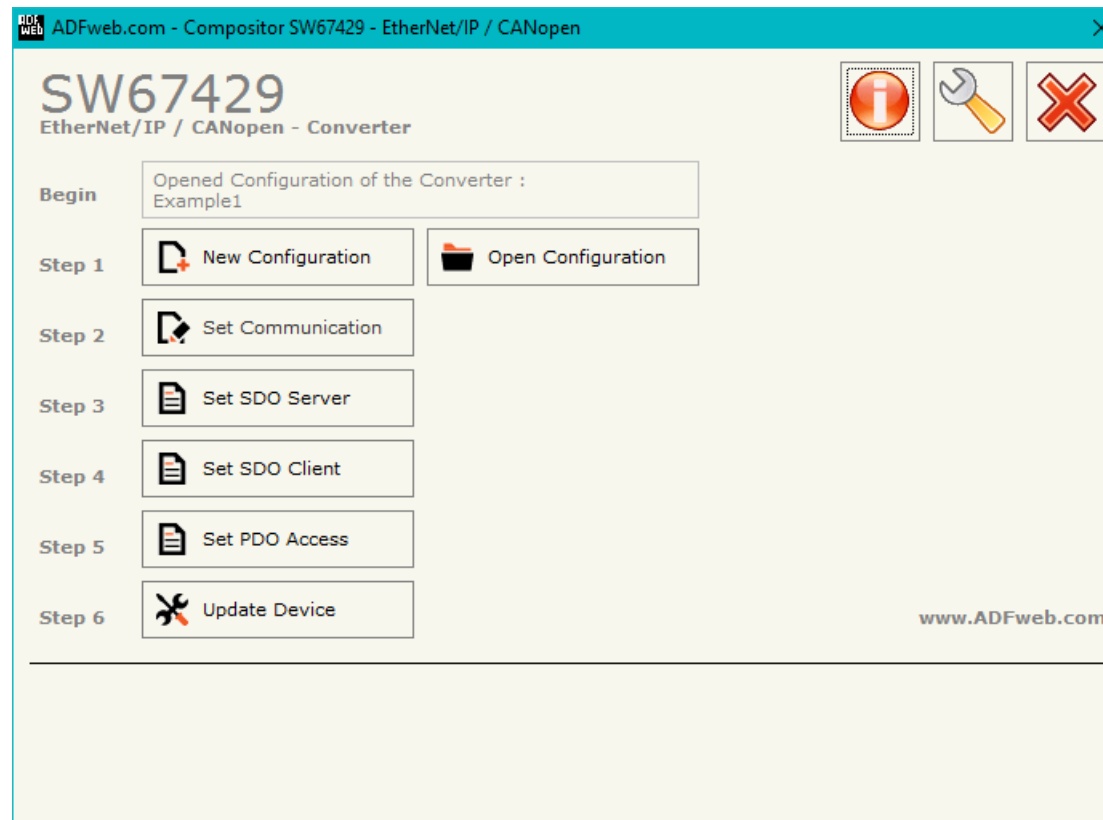 ADF WEB ADFweb.com - Compositor SW67429 - EtherNet/IP / CANopen
SW67429
EtherNet/IP / CANopen - Converter
Begin
Opened Configuration of the Converter :
Example1
Step 1 New Configuration Open Configuration
Step 2 Set Communication
Step 3 Set SDO Server
Step 4 Set SDO Client
Step 5 Set PDO Access
Step 6 Update Device
www.ADFweb.com